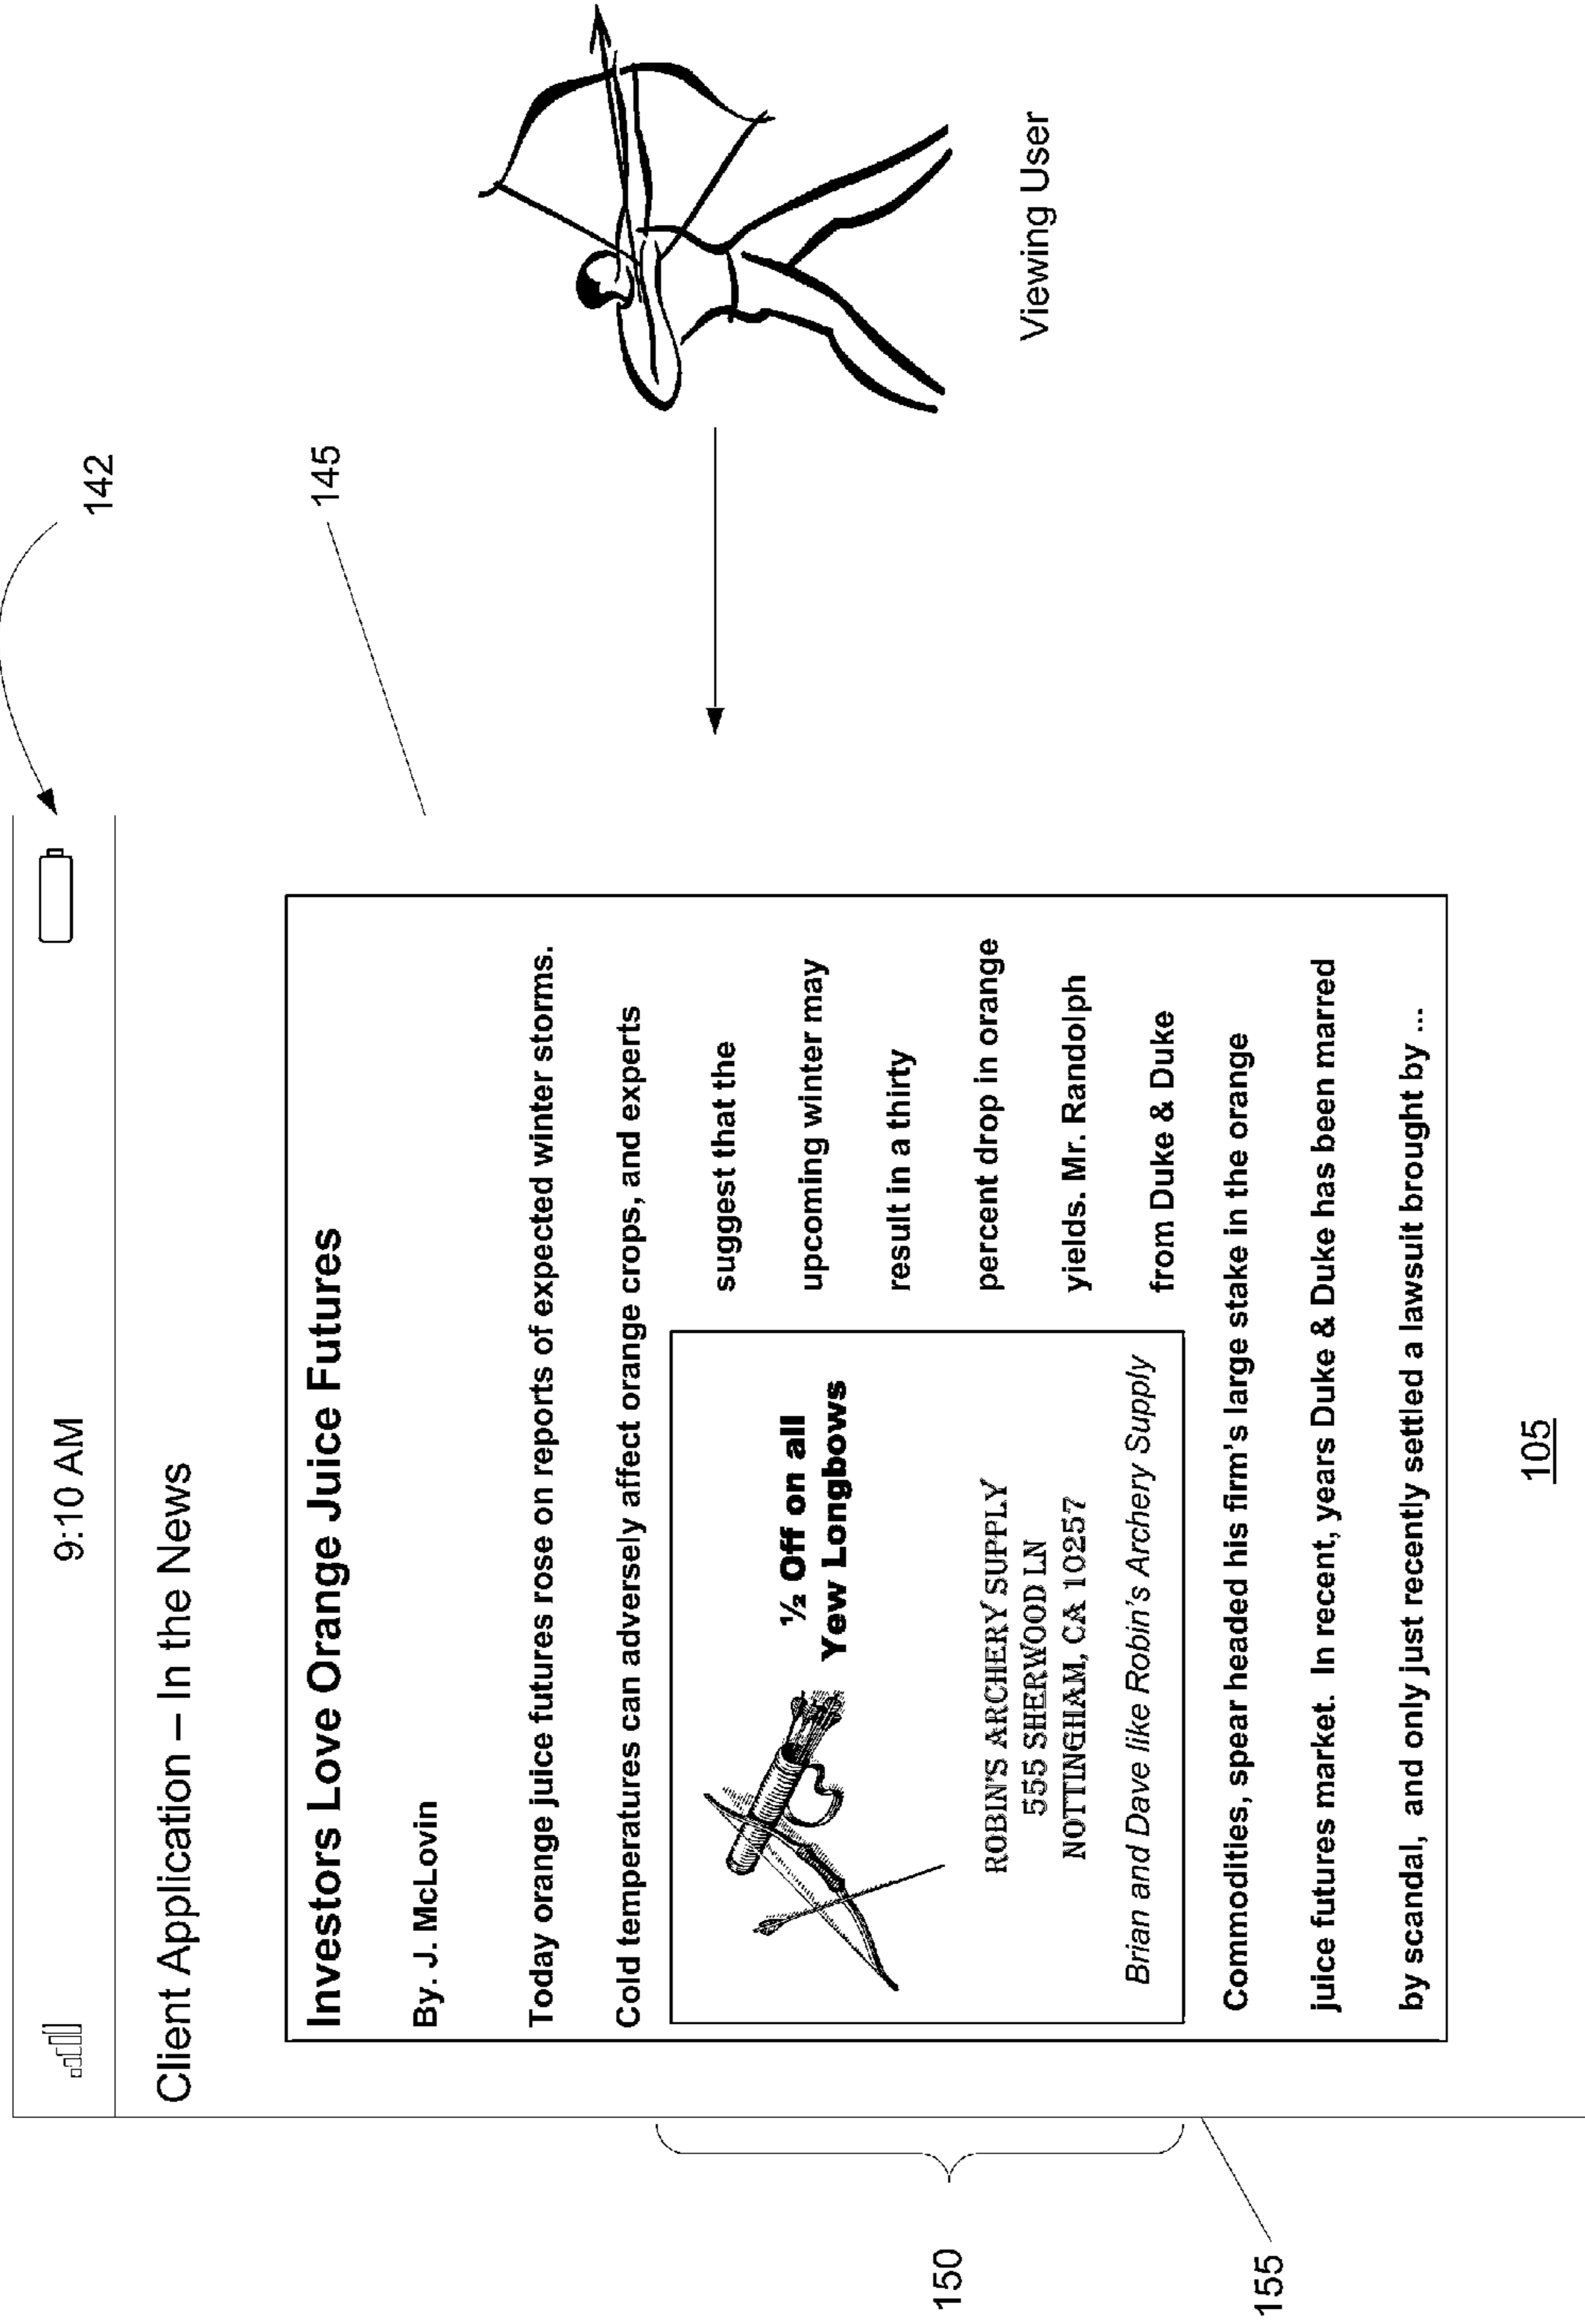 142
9:10 AM
Client Application – In the News
145
Investors Love Orange Juice Futures
By. J. McLovin
Today orange juice futures rose on reports of expected winter storms.
Cold temperatures can adversely affect orange crops, and experts
suggest that the
upcoming winter may
result in a thirty
percent drop in orange
yields. Mr. Randolph
from Duke & Duke
½ Off on all
Yew Longbows
ROBIN'S ARCHERY SUPPLY
555 SHERWOOD LN
NOTTINGHAM, CA 10257
Brian and Dave like Robin's Archery Supply
Commodities, spear headed his firm's large stake in the orange
juice futures market. In recent, years Duke & Duke has been marred
by scandal, and only just recently settled a lawsuit brought by ...
Viewing User
150
155
105